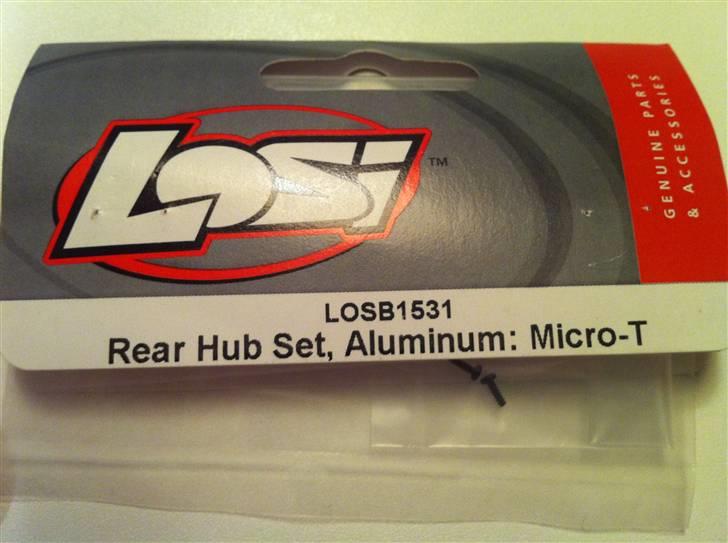 LOSi
TM
GENUINE PARTS
& ACCESSORIES
LOSB1531
Rear Hub Set, Aluminum: Micro-T